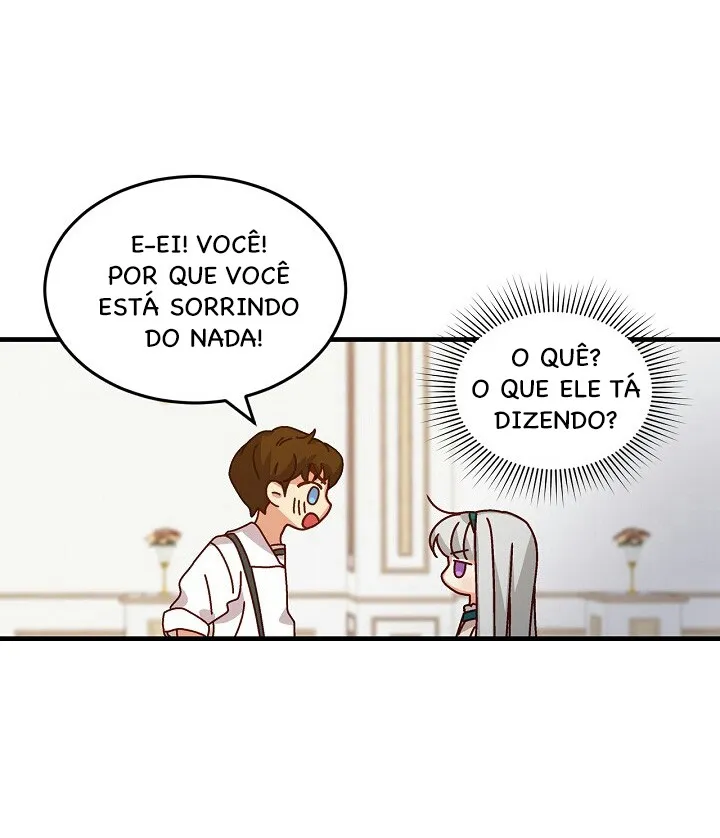 E-EI! VOCÊ!
POR QUE VOCÊ
ESTÁ SORRINDO
DO NADA!
O QUÊ?
O QUE ELE TÁ
DIZENDO?